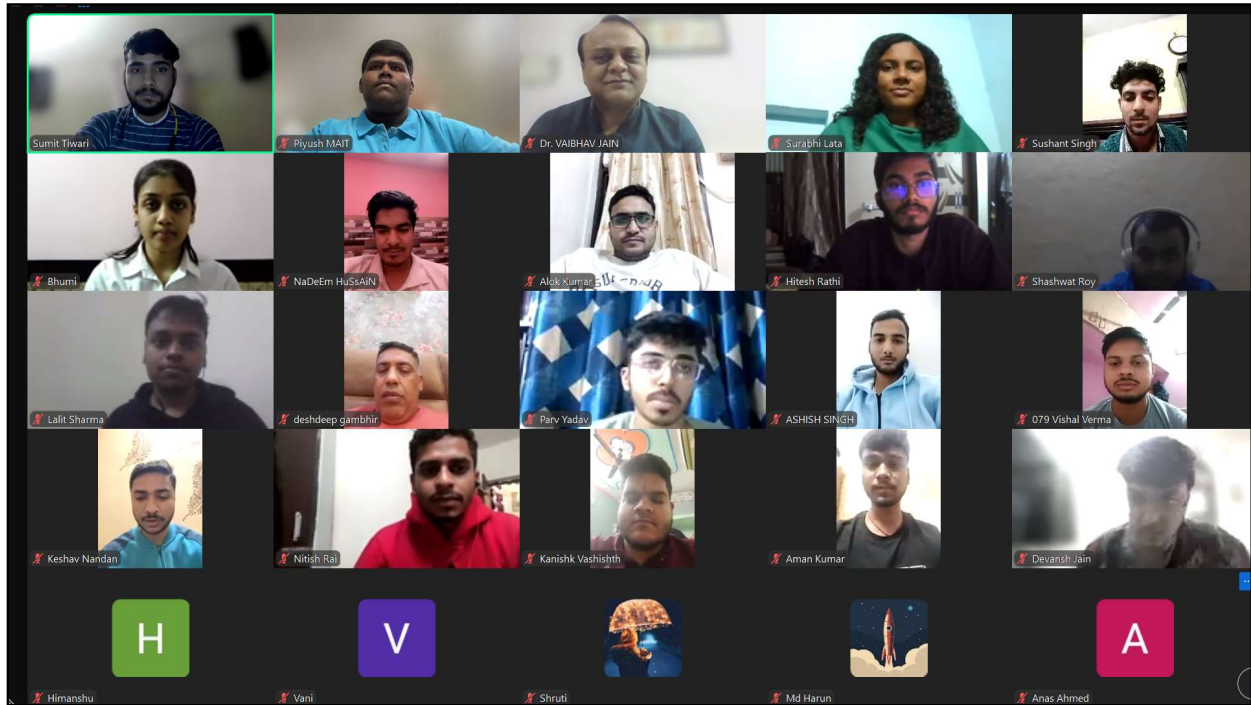 Sumit Tiwari
Piyush MAIT
Dr. VAIBHAV JAIN
Surabhi Lata
Sushant Singh
Bhumi
NaDeEm HuSsAiN
Alok Kumar
Hitesh Rathi
Shashwat Roy
Lalit Sharma
deshdeep gambhir
Parv Yadav
ASHISH SINGH
079 Vishal Verma
Keshav Nandan
Nitish Rai
Kanishk Vashishth
Aman Kumar
Devansh Jain
H
V
A
Himanshu
Vani
Shruti
Md Harun
Anas Ahmed